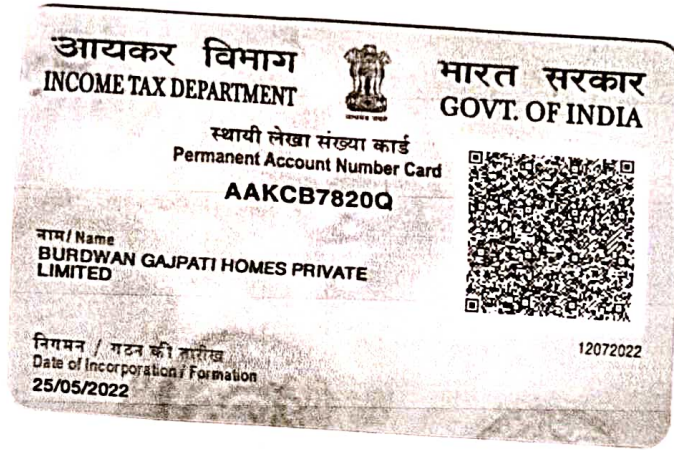 आयकर विभाग
INCOME TAX DEPARTMENT
भारत सरकार
GOVT. OF INDIA
स्थायी लेखा संख्या कार्ड
Permanent Account Number Card
AAKCB7820Q
नाम/ Name
BURDWAN GAJPATI HOMES PRIVATE
LIMITED
निगमन / गठन की तारीख
Date of Incorporation / Formation
25/05/2022
12072022